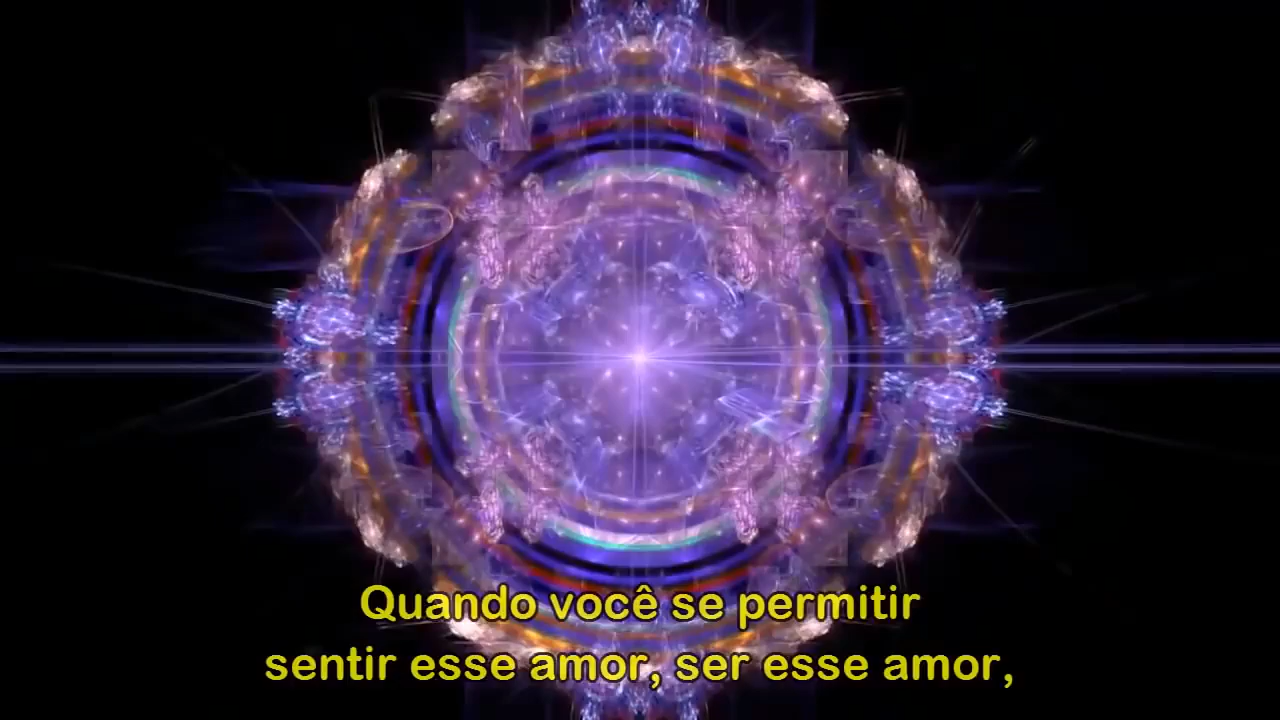 Quando você se permitir
sentir esse amor, ser esse amor,